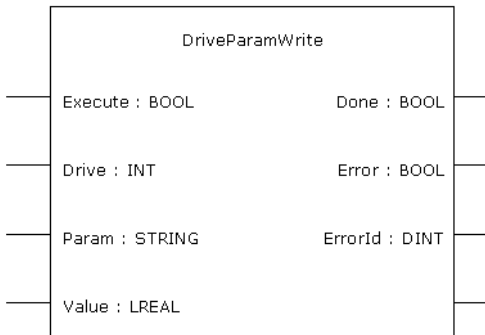 DriveParamWrite
Execute : BOOL Done : BOOL
Drive : INT Error : BOOL
Param : STRING ErrorId : DINT
Value : LREAL